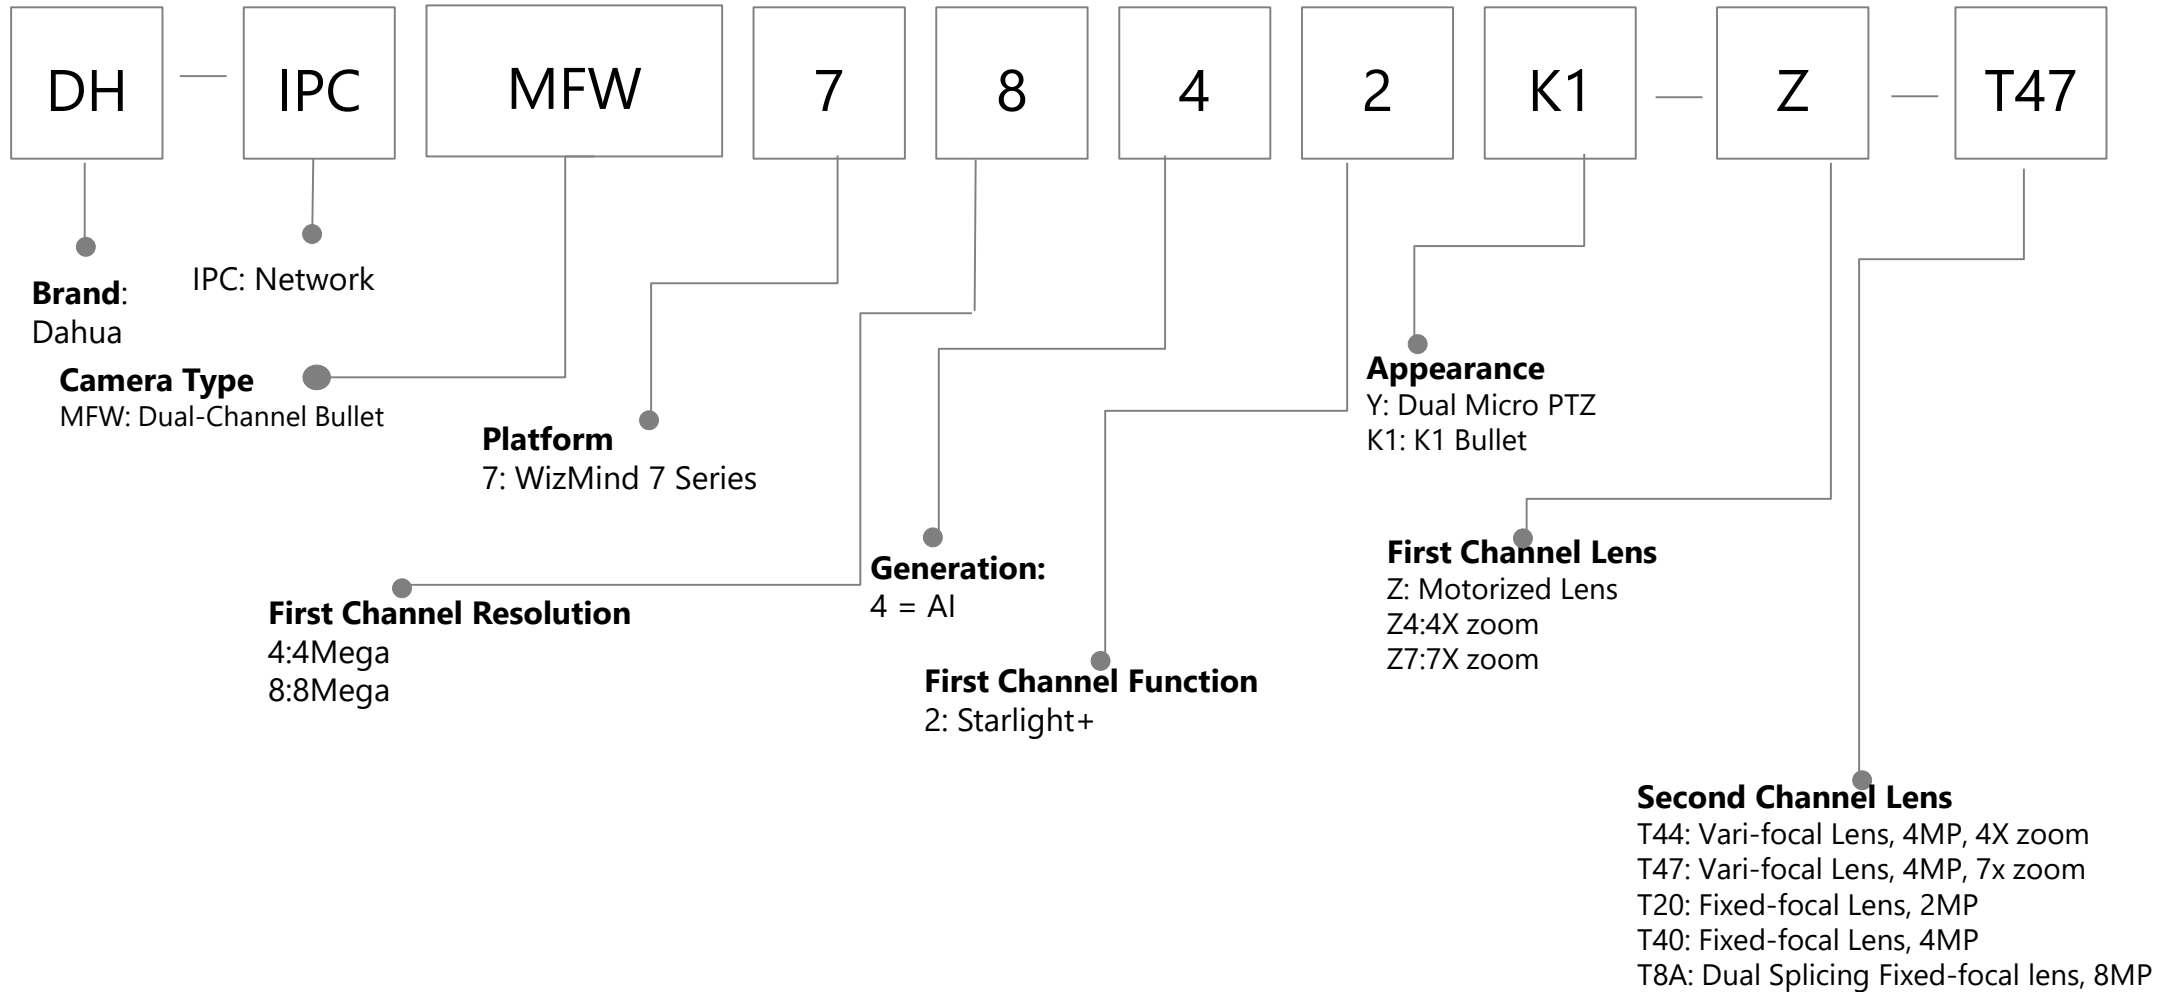 DH — IPC MFW 7 8 4 2 K1 — Z — T47
Brand:
Dahua
IPC: Network
Camera Type
MFW: Dual-Channel Bullet
Platform
7: WizMind 7 Series
First Channel Resolution
4:4Mega
8:8Mega
Generation:
4 = AI
First Channel Function
2: Starlight+
Appearance
Y: Dual Micro PTZ
K1: K1 Bullet
First Channel Lens
Z: Motorized Lens
Z4:4X zoom
Z7:7X zoom
Second Channel Lens
T44: Vari-focal Lens, 4MP, 4X zoom
T47: Vari-focal Lens, 4MP, 7x zoom
T20: Fixed-focal Lens, 2MP
T40: Fixed-focal Lens, 4MP
T8A: Dual Splicing Fixed-focal lens, 8MP